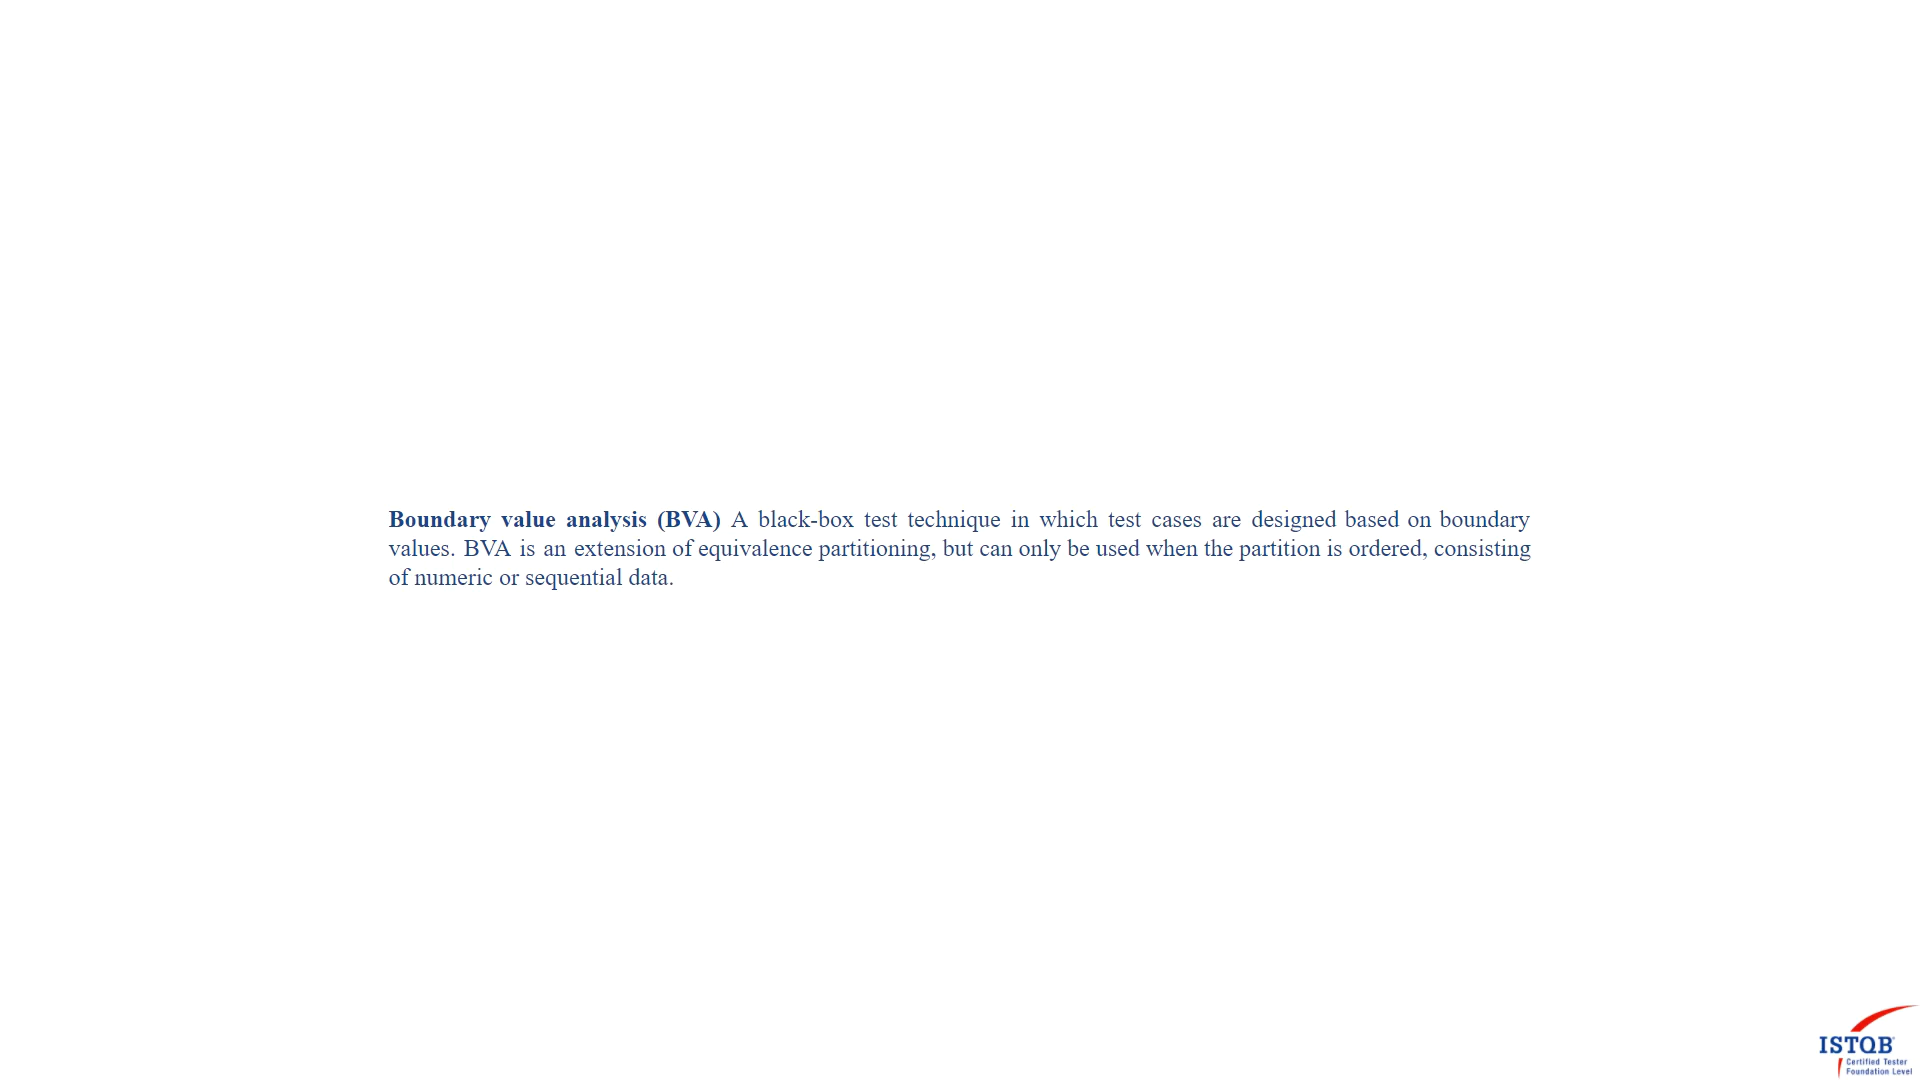 Boundary value analysis (BVA) A black-box test technique in which test cases are designed based on boundary
values. BVA is an extension of equivalence partitioning, but can only be used when the partition is ordered, consisting
of numeric or sequential data.
ISTQB®
Certified Tester
Foundation Level